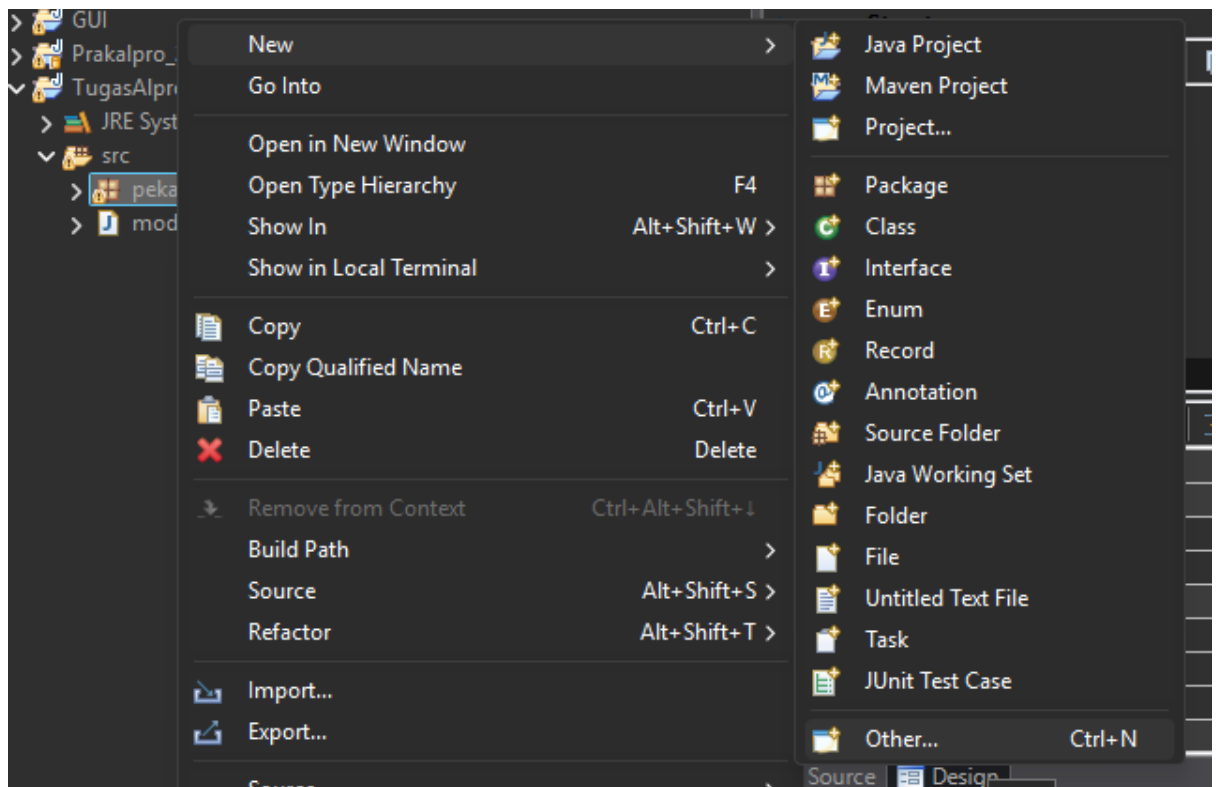 GUI
Prakalpro_
TugasAlpr
JRE Syst
src
peka
mod
New
Go Into
Open in New Window
Open Type Hierarchy F4
Show In Alt+Shift+W
Show in Local Terminal
Copy Ctrl+C
Copy Qualified Name
Paste Ctrl+V
Delete Delete
Remove from Context Ctrl+Alt+Shift+↓
Build Path
Source Alt+Shift+S
Refactor Alt+Shift+T
Import...
Export...
Source
Java Project
Maven Project
Project...
Package
Class
Interface
Enum
Record
Annotation
Source Folder
Java Working Set
Folder
File
Untitled Text File
Task
JUnit Test Case
Other... Ctrl+N
Source Design